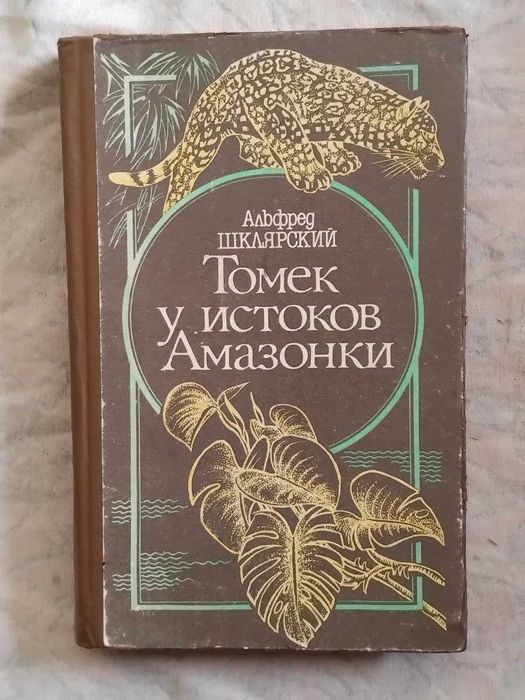 Альфред
ШКЛЯРСКИЙ
Томек
у истоков
Амазонки